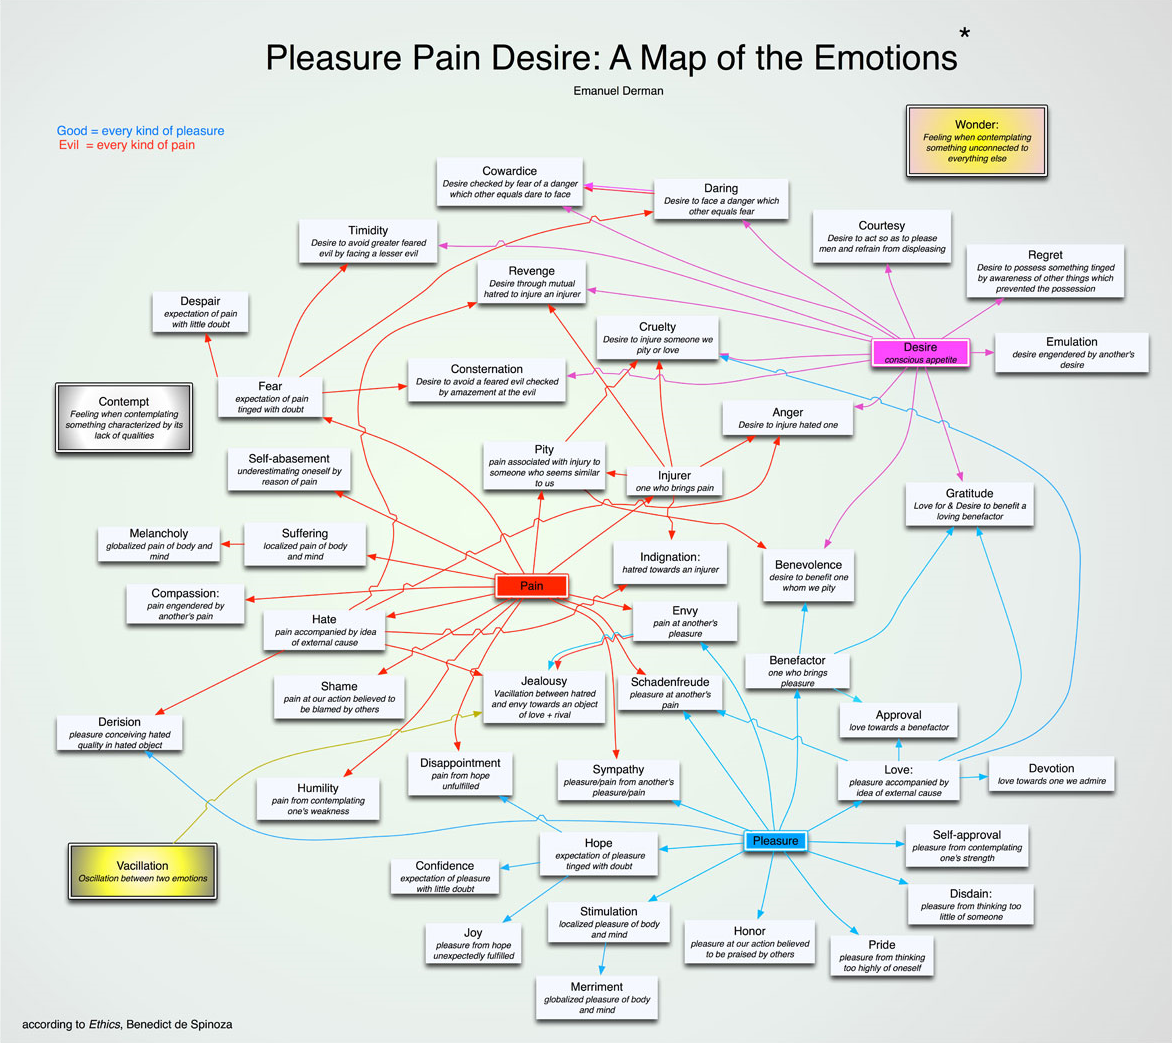 *
Pleasure Pain Desire: A Map of the Emotions
Emanuel Derman
Good = every kind of pleasure
Evil = every kind of pain
Wonder:
Feeling when contemplating
something unconnected to
everything else
Cowardice
Desire checked by fear of a danger
which other equals dare to face
Daring
Desire to face a danger which
other equals fear
Timidity
Desire to avoid greater feared
evil by facing a lesser evil
Courtesy
Desire to act so as to please
men and refrain from displeasing
Regret
Desire to possess something tinged
by awareness of other things which
prevented the possession
Revenge
Desire through mutual
hatred to injure an injurer
Despair
expectation of pain
with little doubt
Cruelty
Desire to injure someone we
pity or love
Desire
conscious appetite
Emulation
desire engendered by another's
desire
Consternation
Desire to avoid a feared evil checked
by amazement at the evil
Fear
expectation of pain
tinged with doubt
Contempt
Feeling when contemplating
something characterized by its
lack of qualities
Anger
Desire to injure hated one
Self-abasement
underestimating oneself by
reason of pain
Pity
pain associated with injury to
someone who seems similar
to us
Injurer
one who brings pain
Gratitude
Love for & Desire to benefit a
loving benefactor
Melancholy
globalized pain of body and
mind
Suffering
localized pain of body
and mind
Indignation:
hatred towards an injurer
Benevolence
desire to benefit one
whom we pity
Pain
Compassion:
pain engendered by
another's pain
Hate
pain accompanied by idea
of external cause
Envy
pain at another's
pleasure
Benefactor
one who brings
pleasure
Shame
pain at our action believed to
be blamed by others
Jealousy
Vacillation between hatred
and envy towards an object
of love + rival
Schadenfreude
pleasure at another's
pain
Approval
love towards a benefactor
Derision
pleasure conceiving hated
quality in hated object
Disappointment
pain from hope
unfulfilled
Sympathy
pleasure/pain from another's
pleasure/pain
Love:
pleasure accompanied by
idea of external cause
Devotion
love towards one we admire
Humility
pain from contemplating
one's weakness
Pleasure
Self-approval
pleasure from contemplating
one's strength
Hope
expectation of pleasure
tinged with doubt
Vacillation
Oscillation between two emotions
Confidence
expectation of pleasure
with little doubt
Disdain:
pleasure from thinking too
little of someone
Stimulation
localized pleasure of body
and mind
Joy
pleasure from hope
unexpectedly fulfilled
Honor
pleasure at our action believed
to be praised by others
Pride
pleasure from thinking
too highly of oneself
Merriment
globalized pleasure of body
and mind
according to Ethics, Benedict de Spinoza